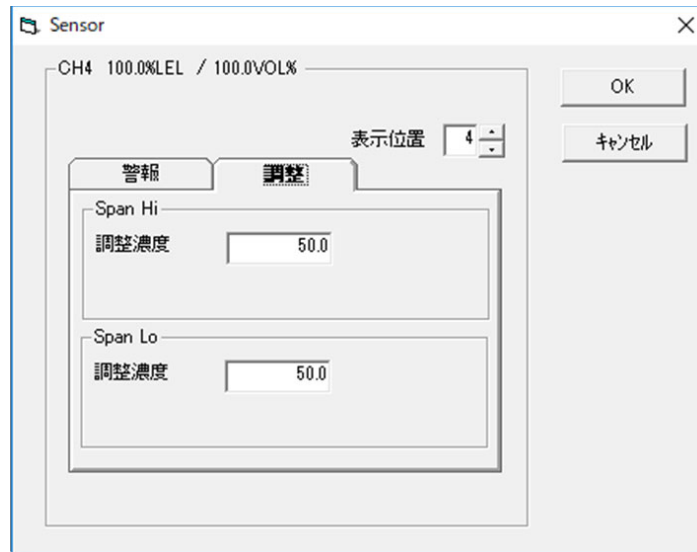 Sensor
CH4 100.0%LEL / 100.0VOL%
OK
表示位置 4
キャンセル
警報 調整
Span Hi
調整濃度 50.0
Span Lo
調整濃度 50.0